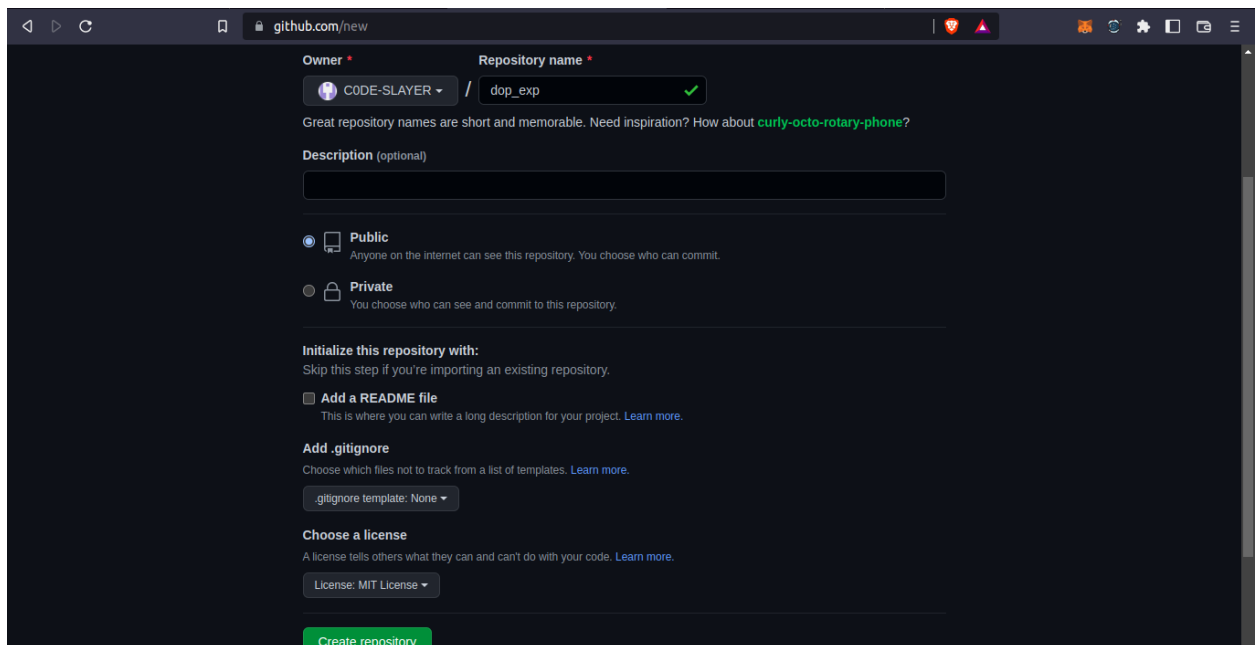 github.com/new
Owner * Repository name *
C0DE-SLAYER / dop_exp
Great repository names are short and memorable. Need inspiration? How about curly-octo-rotary-phone?
Description (optional)
Public
Anyone on the internet can see this repository. You choose who can commit.
Private
You choose who can see and commit to this repository.
Initialize this repository with:
Skip this step if you're importing an existing repository.
Add a README file
This is where you can write a long description for your project. Learn more.
Add .gitignore
Choose which files not to track from a list of templates. Learn more.
.gitignore template: None
Choose a license
A license tells others what they can and can't do with your code. Learn more.
License: MIT License
Create repository